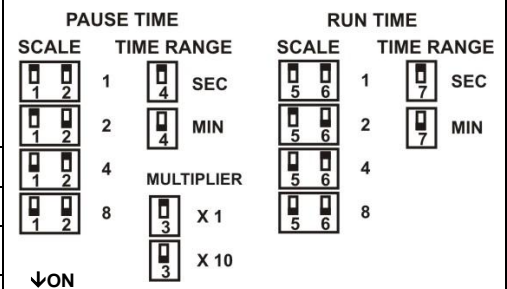 PAUSE TIME RUN TIME
SCALE TIME RANGE SCALE TIME RANGE
1 2 1 4 SEC 5 6 1 7 SEC
1 2 2 4 MIN 5 6 2 7 MIN
1 2 4 MULTIPLIER 5 6 4
1 2 8 3 X 1 5 6 8
3 X 10
↓ON